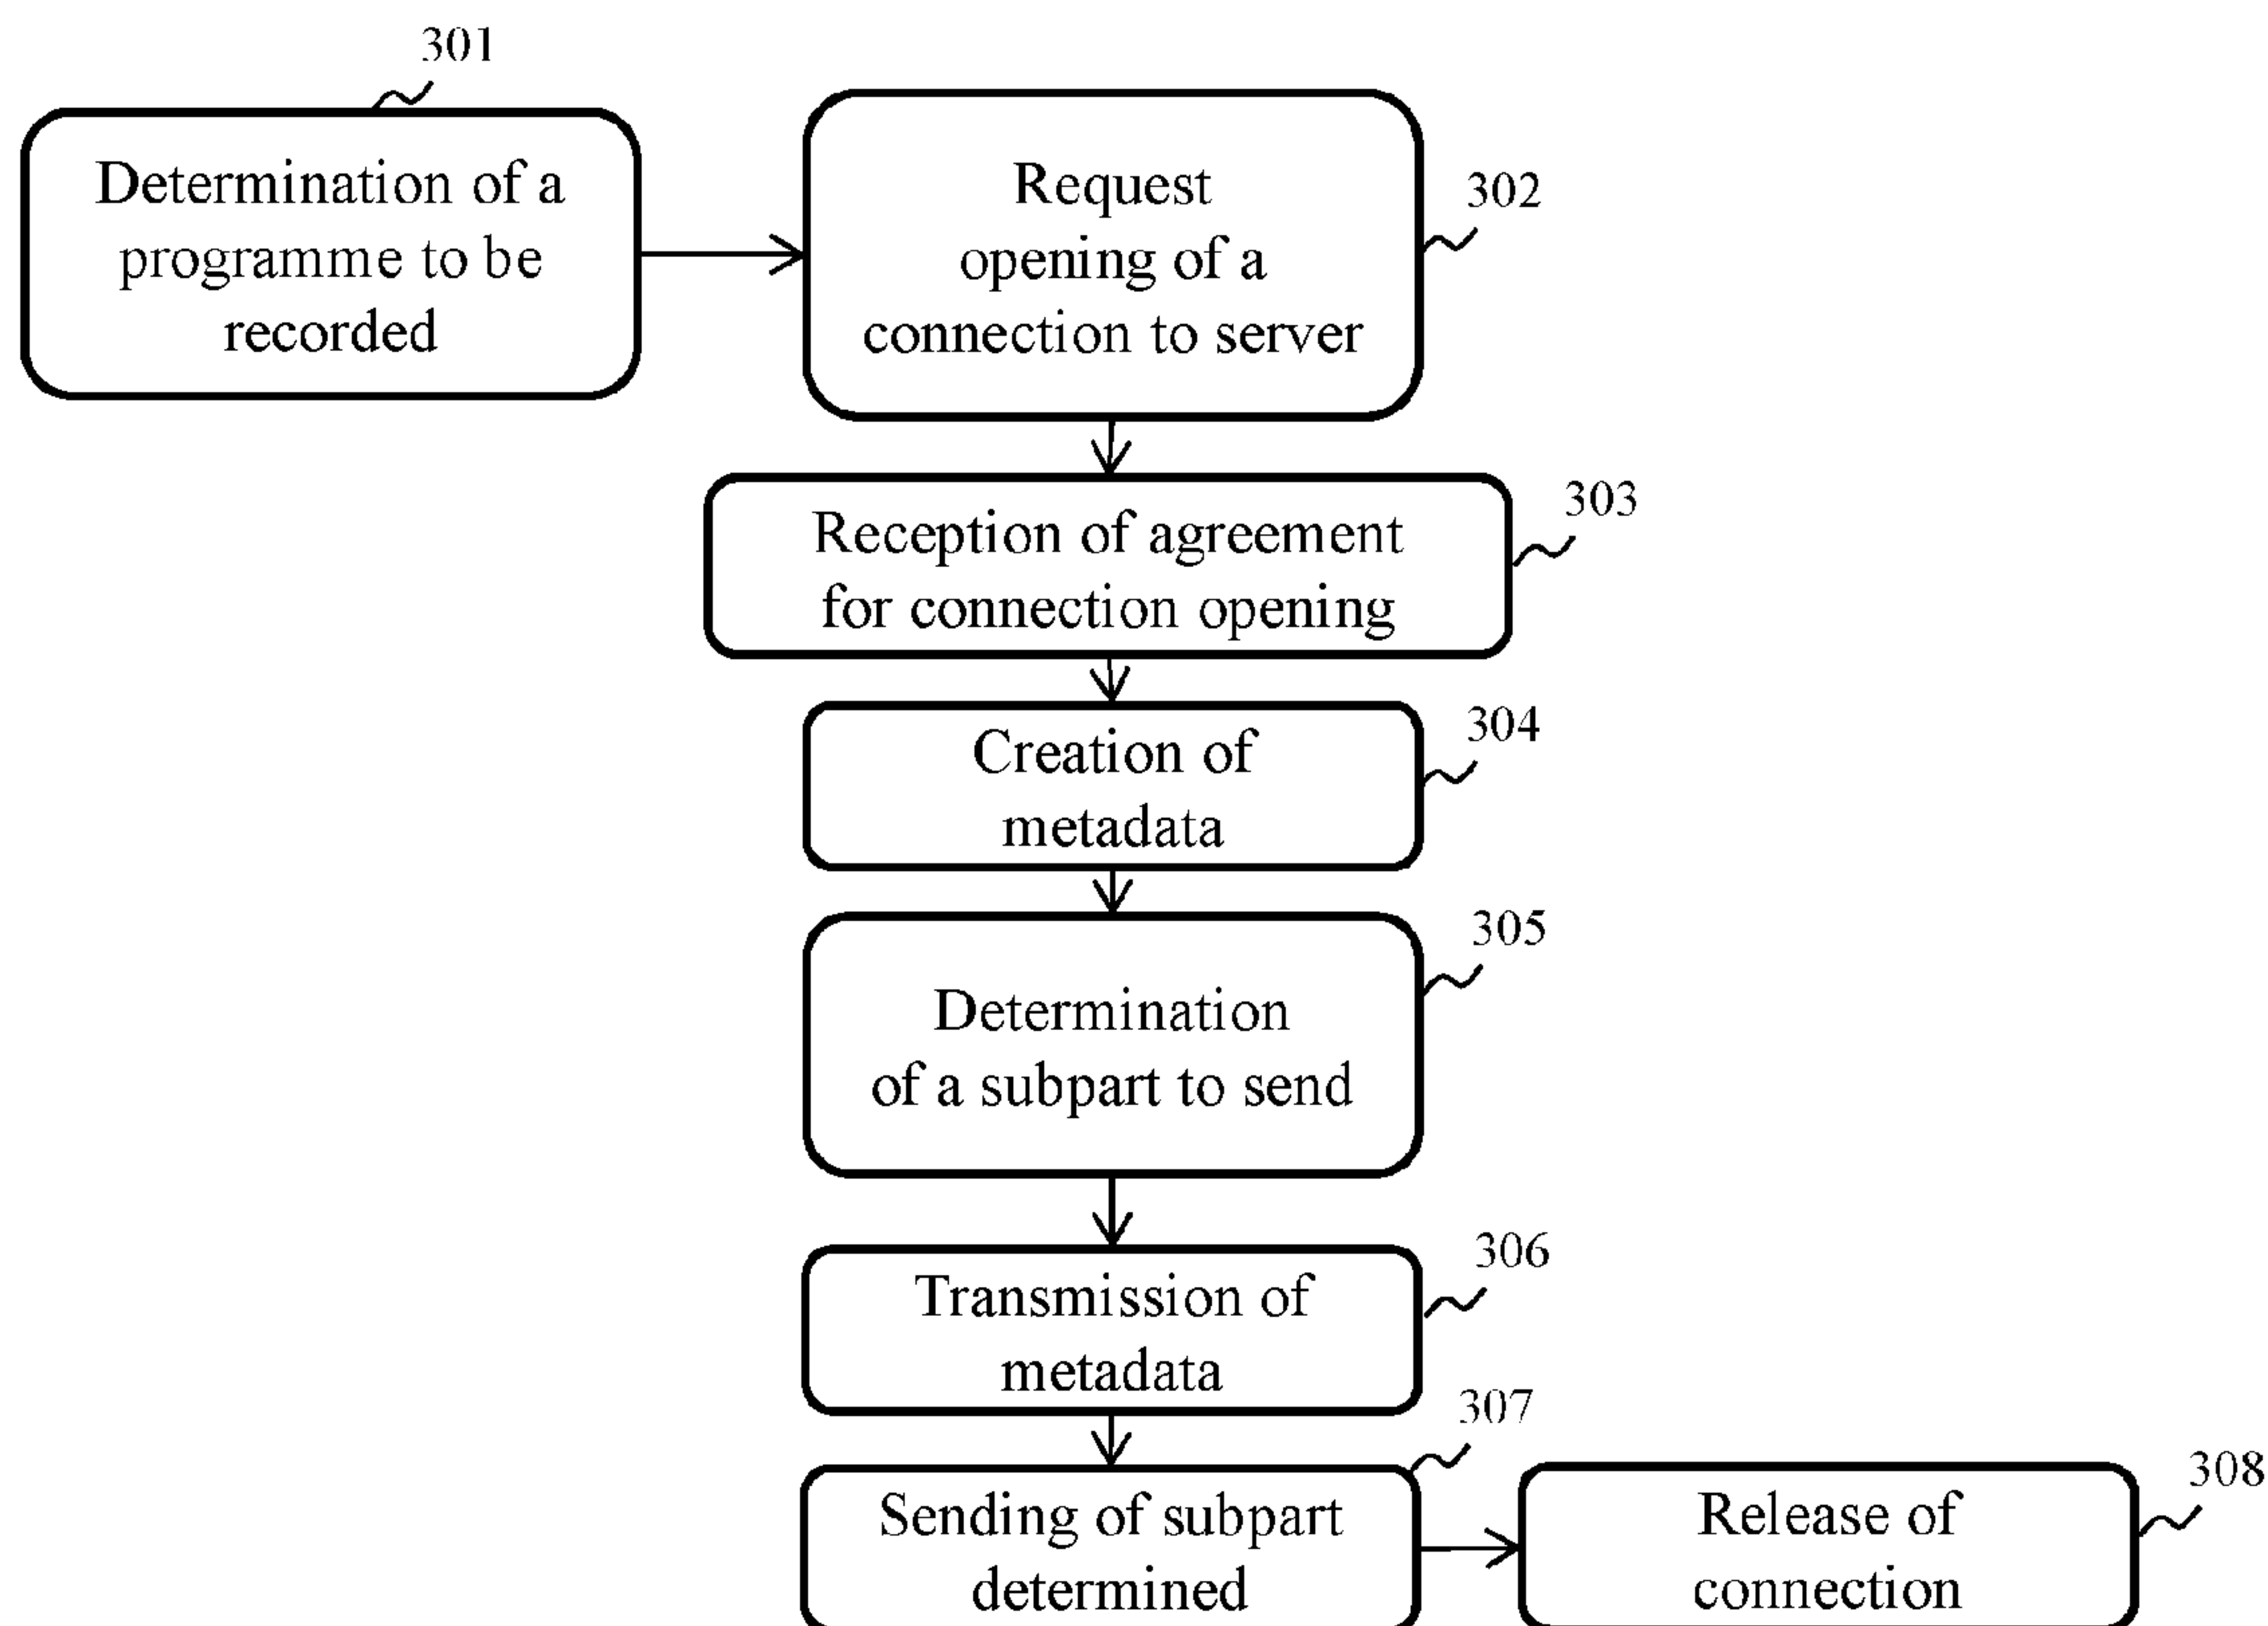 301
Determination of a
programme to be
recorded
302
Request
opening of a
connection to server
303
Reception of agreement
for connection opening
304
Creation of
metadata
305
Determination
of a subpart to send
306
Transmission of
metadata
307
Sending of subpart
determined
308
Release of
connection